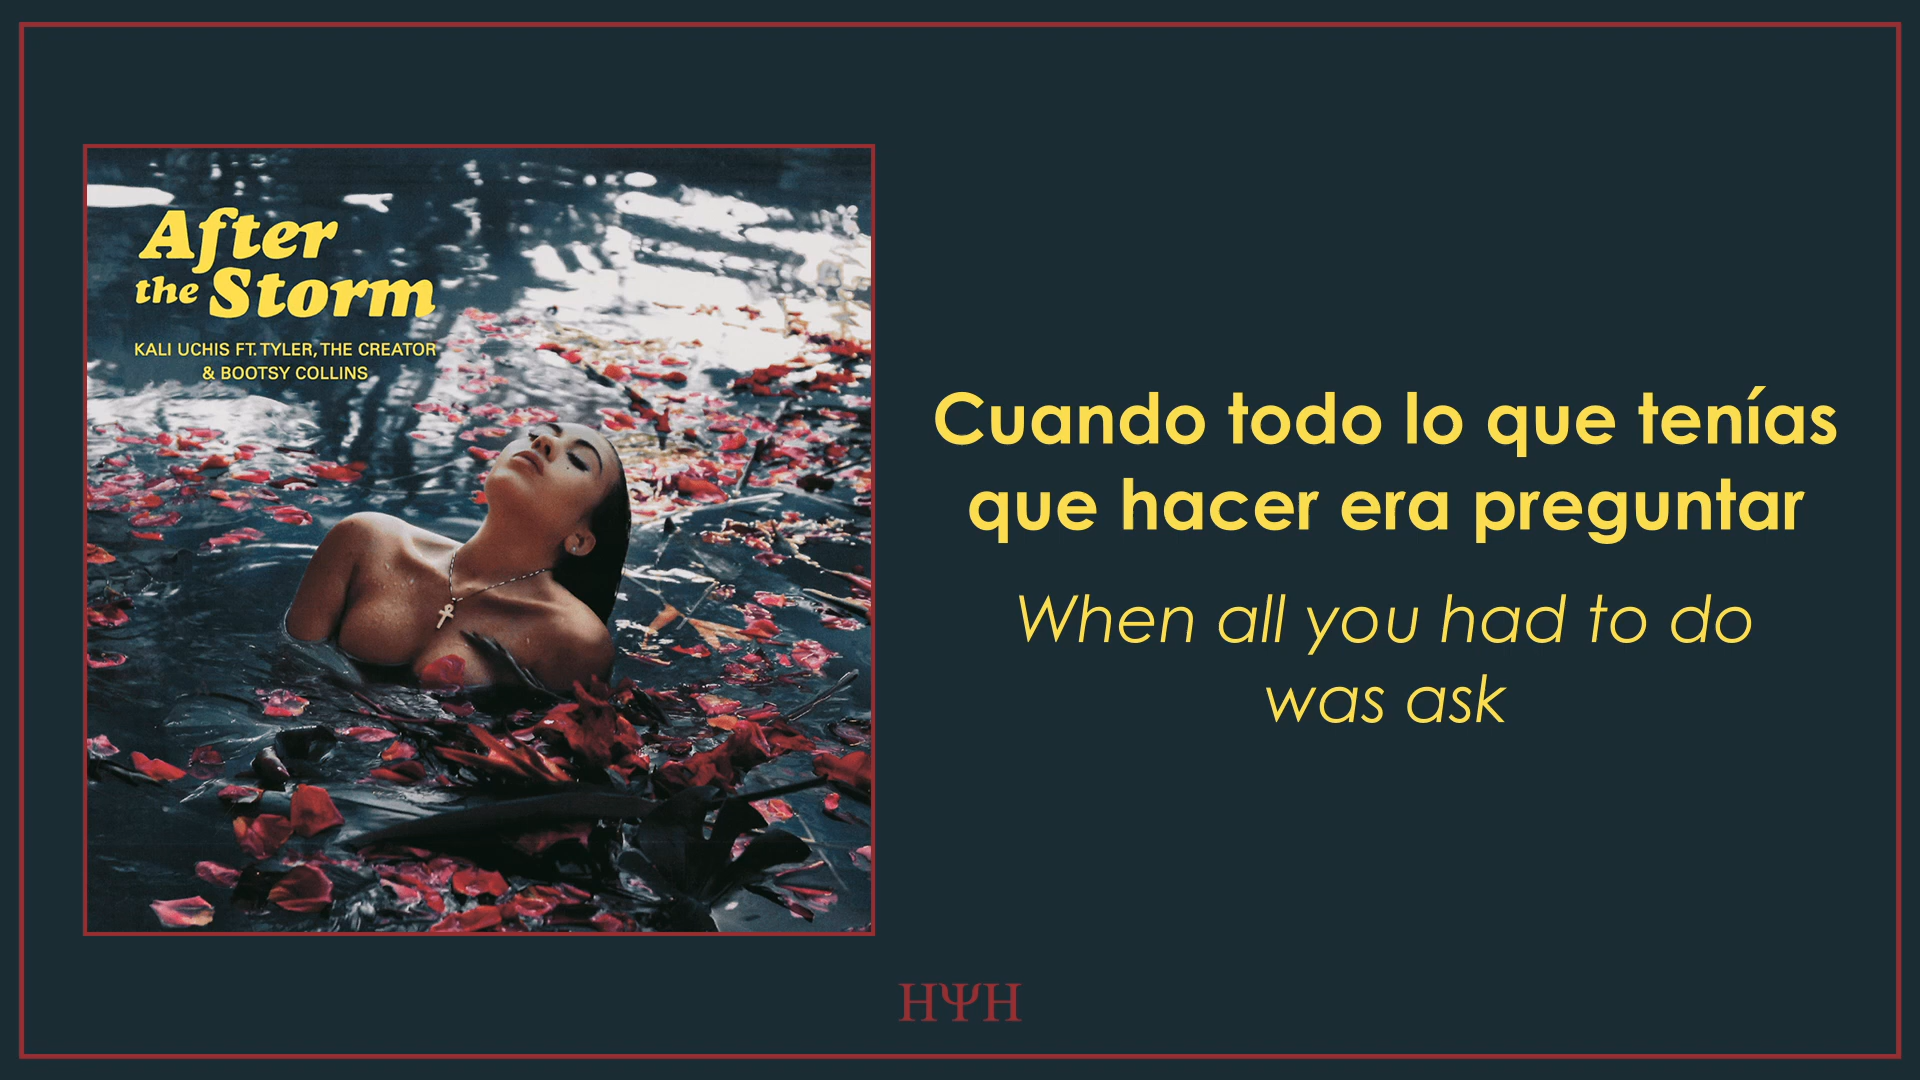 After
the Storm
KALI UCHIS FT. TYLER, THE CREATOR
& BOOTSY COLLINS
Cuando todo lo que tenías
que hacer era preguntar
When all you had to do
was ask
ΗΨΗ